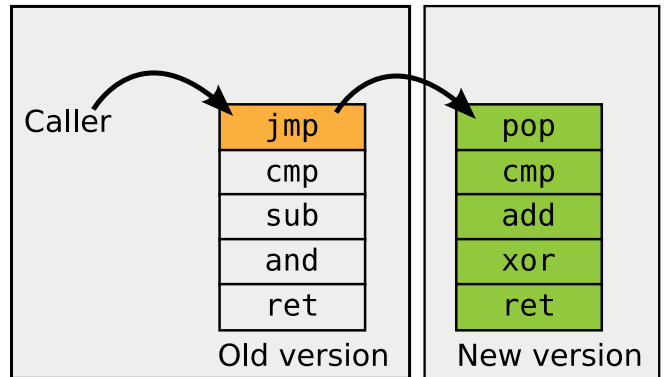 Caller
jmp
cmp
sub
and
ret
Old version
pop
cmp
add
xor
ret
New version